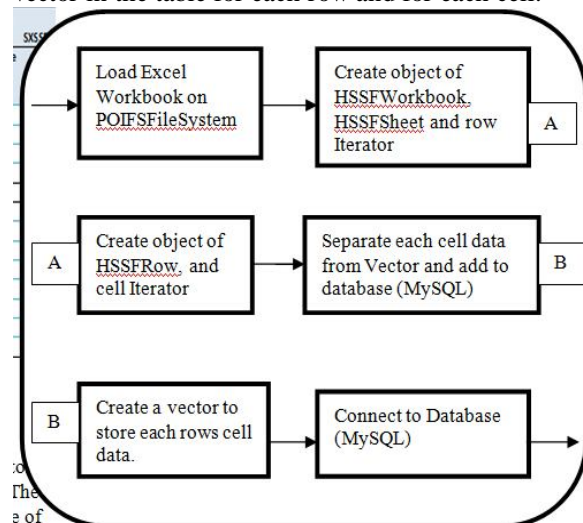 vector in the table for each row and for each cell.
SXSS
e
Load Excel
Workbook on
POIFSFileSystem
Create object of
HSSFWorkbook,
HSSFSheet and row
Iterator
A
A
Create object of
HSSFRow, and
cell Iterator
Separate each cell data
from Vector and add to
database (MySQL)
B
B
Create a vector to
store each rows cell
data.
Connect to Database
(MySQL)
to
The
e of